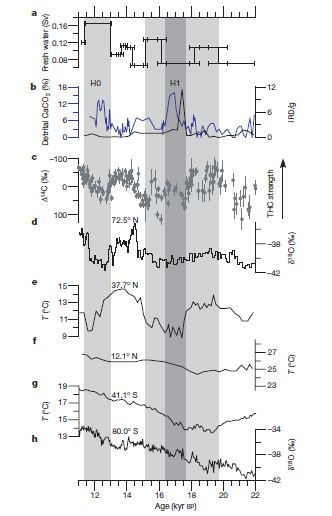 a
Fresh water (Sv)
0.16
0.12
0.08
b
Detrital CaCO3 (%)
18
12
6
0
H0
H1
12
6
0
IRD/g
c
Δ14C (‰)
-100
0
100
THC strength
d
72.5° N
-38
-42
δ18O (‰)
e
T (°C)
15
13
11
9
37.7° N
f
12.1° N
27
25
23
T (°C)
g
T (°C)
19
17
15
13
41.1° S
h
80.0° S
-34
-38
-42
δ18O (‰)
12 14 16 18 20 22
Age (kyr BP)